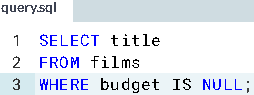 query.sql
1 SELECT title
2 FROM films
3 WHERE budget IS NULL;